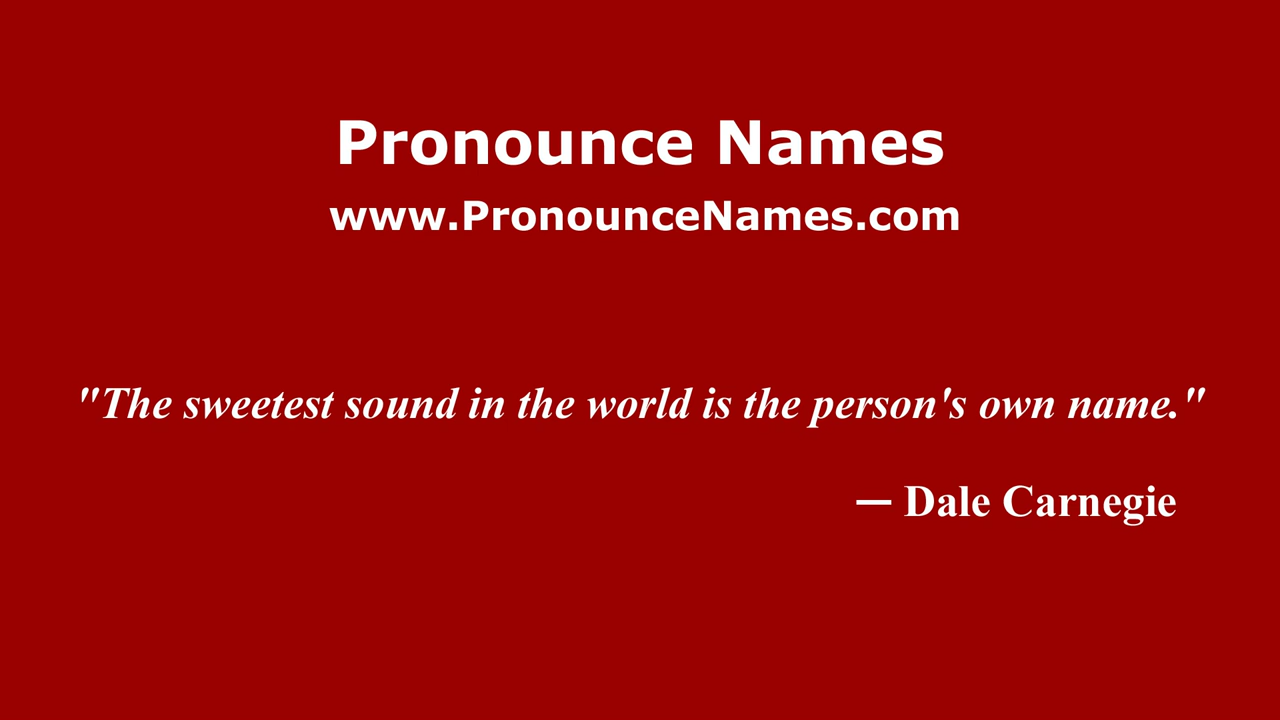 Pronounce Names
www.PronounceNames.com
"The sweetest sound in the world is the person's own name."
— Dale Carnegie